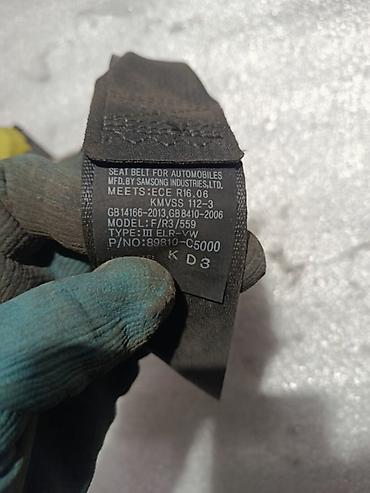 SEAT BELT FOR AUTOMOBILES
MFD.BY SAMSONG INDUSTRIES,LTD.
MEETS:ECE R16.06
KMVSS 112-3
GB14166-2013,GB8410-2006
MODEL:F/R3/559
TYPE:III ELR-VW
P/NO:89810-C5000
K D3